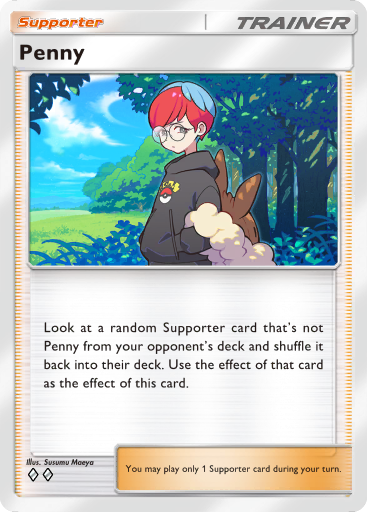 Supporter
TRAINER
Penny
Look at a random Supporter card that's not
Penny from your opponent's deck and shuffle it
back into their deck. Use the effect of that card
as the effect of this card.
Illus. Susumu Maeya
You may play only 1 Supporter card during your turn.